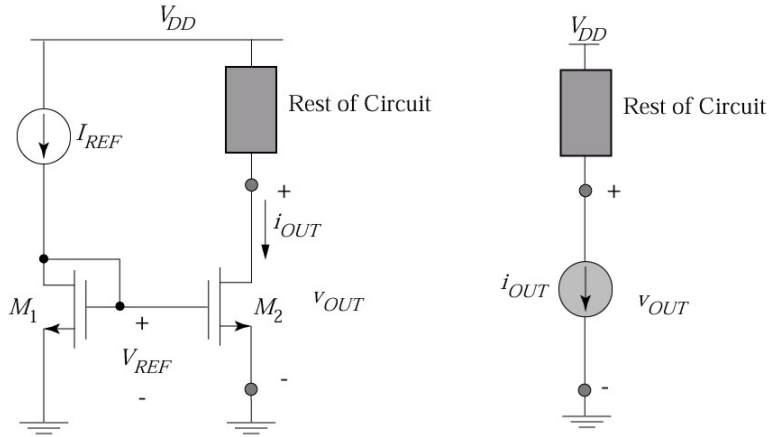 V_DD
I_REF
Rest of Circuit
+
i_OUT
M_1
+
V_REF
-
M_2
v_OUT
-
V_DD
Rest of Circuit
+
i_OUT
v_OUT
-